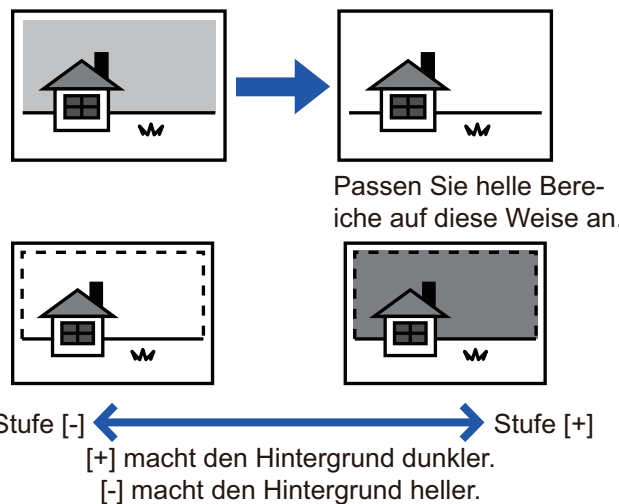 Passen Sie helle Bere-
iche auf diese Weise an.
Stufe [-]
Stufe [+]
[+] macht den Hintergrund dunkler.
[-] macht den Hintergrund heller.